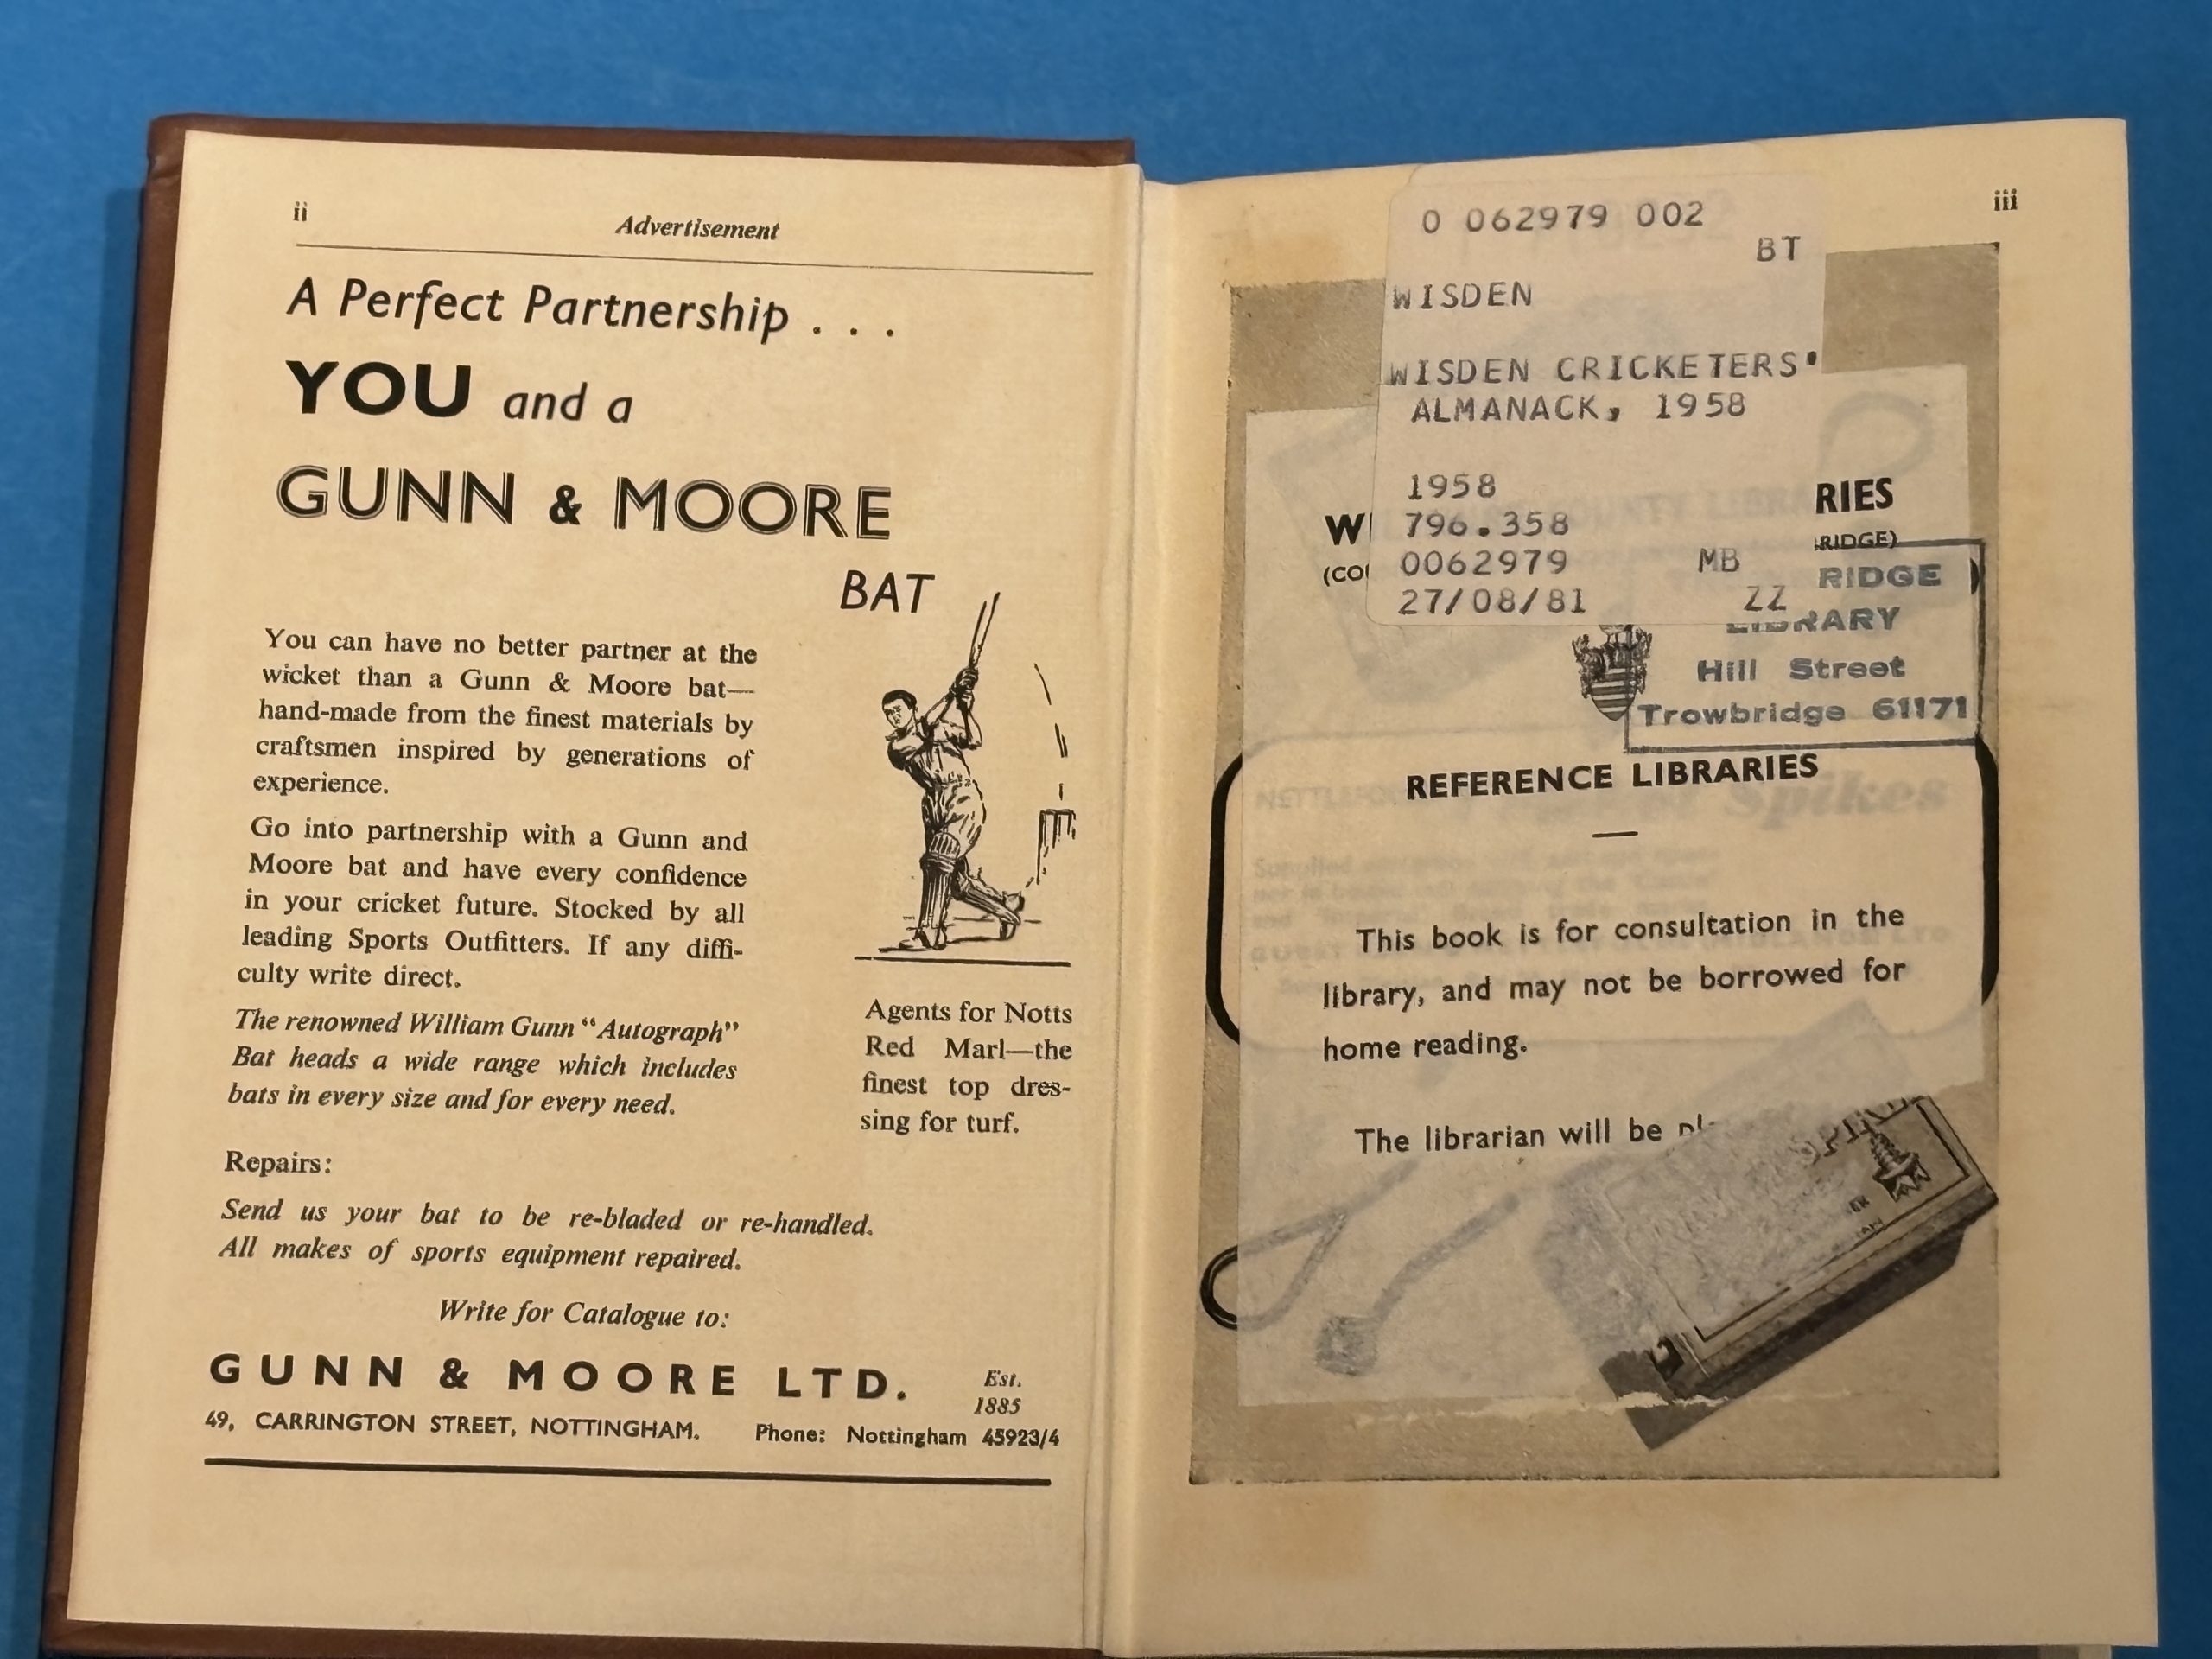 ii
Advertisement
A Perfect Partnership . . .
YOU and a
GUNN & MOORE
BAT
You can have no better partner at the
wicket than a Gunn & Moore bat—
hand-made from the finest materials by
craftsmen inspired by generations of
experience.
Go into partnership with a Gunn and
Moore bat and have every confidence
in your cricket future. Stocked by all
leading Sports Outfitters. If any diffi-
culty write direct.
The renowned William Gunn "Autograph"
Bat heads a wide range which includes
bats in every size and for every need.
Agents for Notts
Red Marl—the
finest top dres-
sing for turf.
Repairs:
Send us your bat to be re-bladed or re-handled.
All makes of sports equipment repaired.
Write for Catalogue to:
GUNN & MOORE LTD.
Est.
1885
49, CARRINGTON STREET, NOTTINGHAM. Phone: Nottingham 45923/4
iii
0 062979 002
BT
WISDEN
WISDEN CRICKETERS'
ALMANACK, 1958
1958
796.358
0062979 MB
27/08/81 ZZ
W
RIES
(CO
RIDGE)
RIDGE
LIBRARY
Hill Street
Trowbridge 61171
REFERENCE LIBRARIES
Spikes
This book is for consultation in the
library, and may not be borrowed for
home reading.
The librarian will be